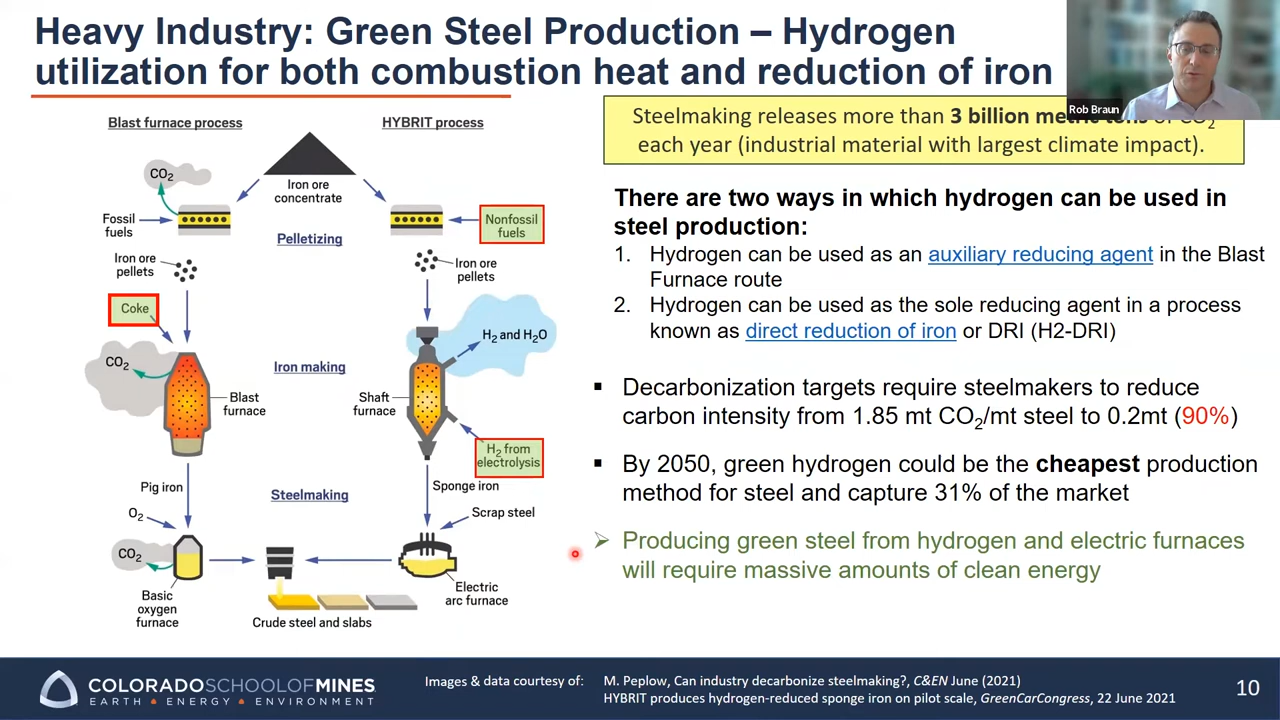 Heavy Industry: Green Steel Production – Hydrogen
utilization for both combustion heat and reduction of iron
Rob Braun
Steelmaking releases more than 3 billion metric tons of CO2
each year (industrial material with largest climate impact).
Blast furnace process
HYBRIT process
CO2
Iron ore
concentrate
Fossil
fuels
Nonfossil
fuels
Pelletizing
Iron ore
pellets
Iron ore
pellets
Coke
H2 and H2O
CO2
Iron making
Blast
furnace
Shaft
furnace
H2 from
electrolysis
Pig iron
Sponge iron
Steelmaking
O2
Scrap steel
CO2
Basic
oxygen
furnace
Electric
arc furnace
Crude steel and slabs
There are two ways in which hydrogen can be used in
steel production:
1. Hydrogen can be used as an auxiliary reducing agent in the Blast
Furnace route
2. Hydrogen can be used as the sole reducing agent in a process
known as direct reduction of iron or DRI (H2-DRI)
▪ Decarbonization targets require steelmakers to reduce
carbon intensity from 1.85 mt CO2/mt steel to 0.2mt (90%)
▪ By 2050, green hydrogen could be the cheapest production
method for steel and capture 31% of the market
➢ Producing green steel from hydrogen and electric furnaces
will require massive amounts of clean energy
COLORADO SCHOOL OF MINES
EARTH • ENERGY • ENVIRONMENT
Images & data courtesy of:
M. Peplow, Can industry decarbonize steelmaking?, C&EN June (2021)
HYBRIT produces hydrogen-reduced sponge iron on pilot scale, GreenCarCongress, 22 June 2021
10